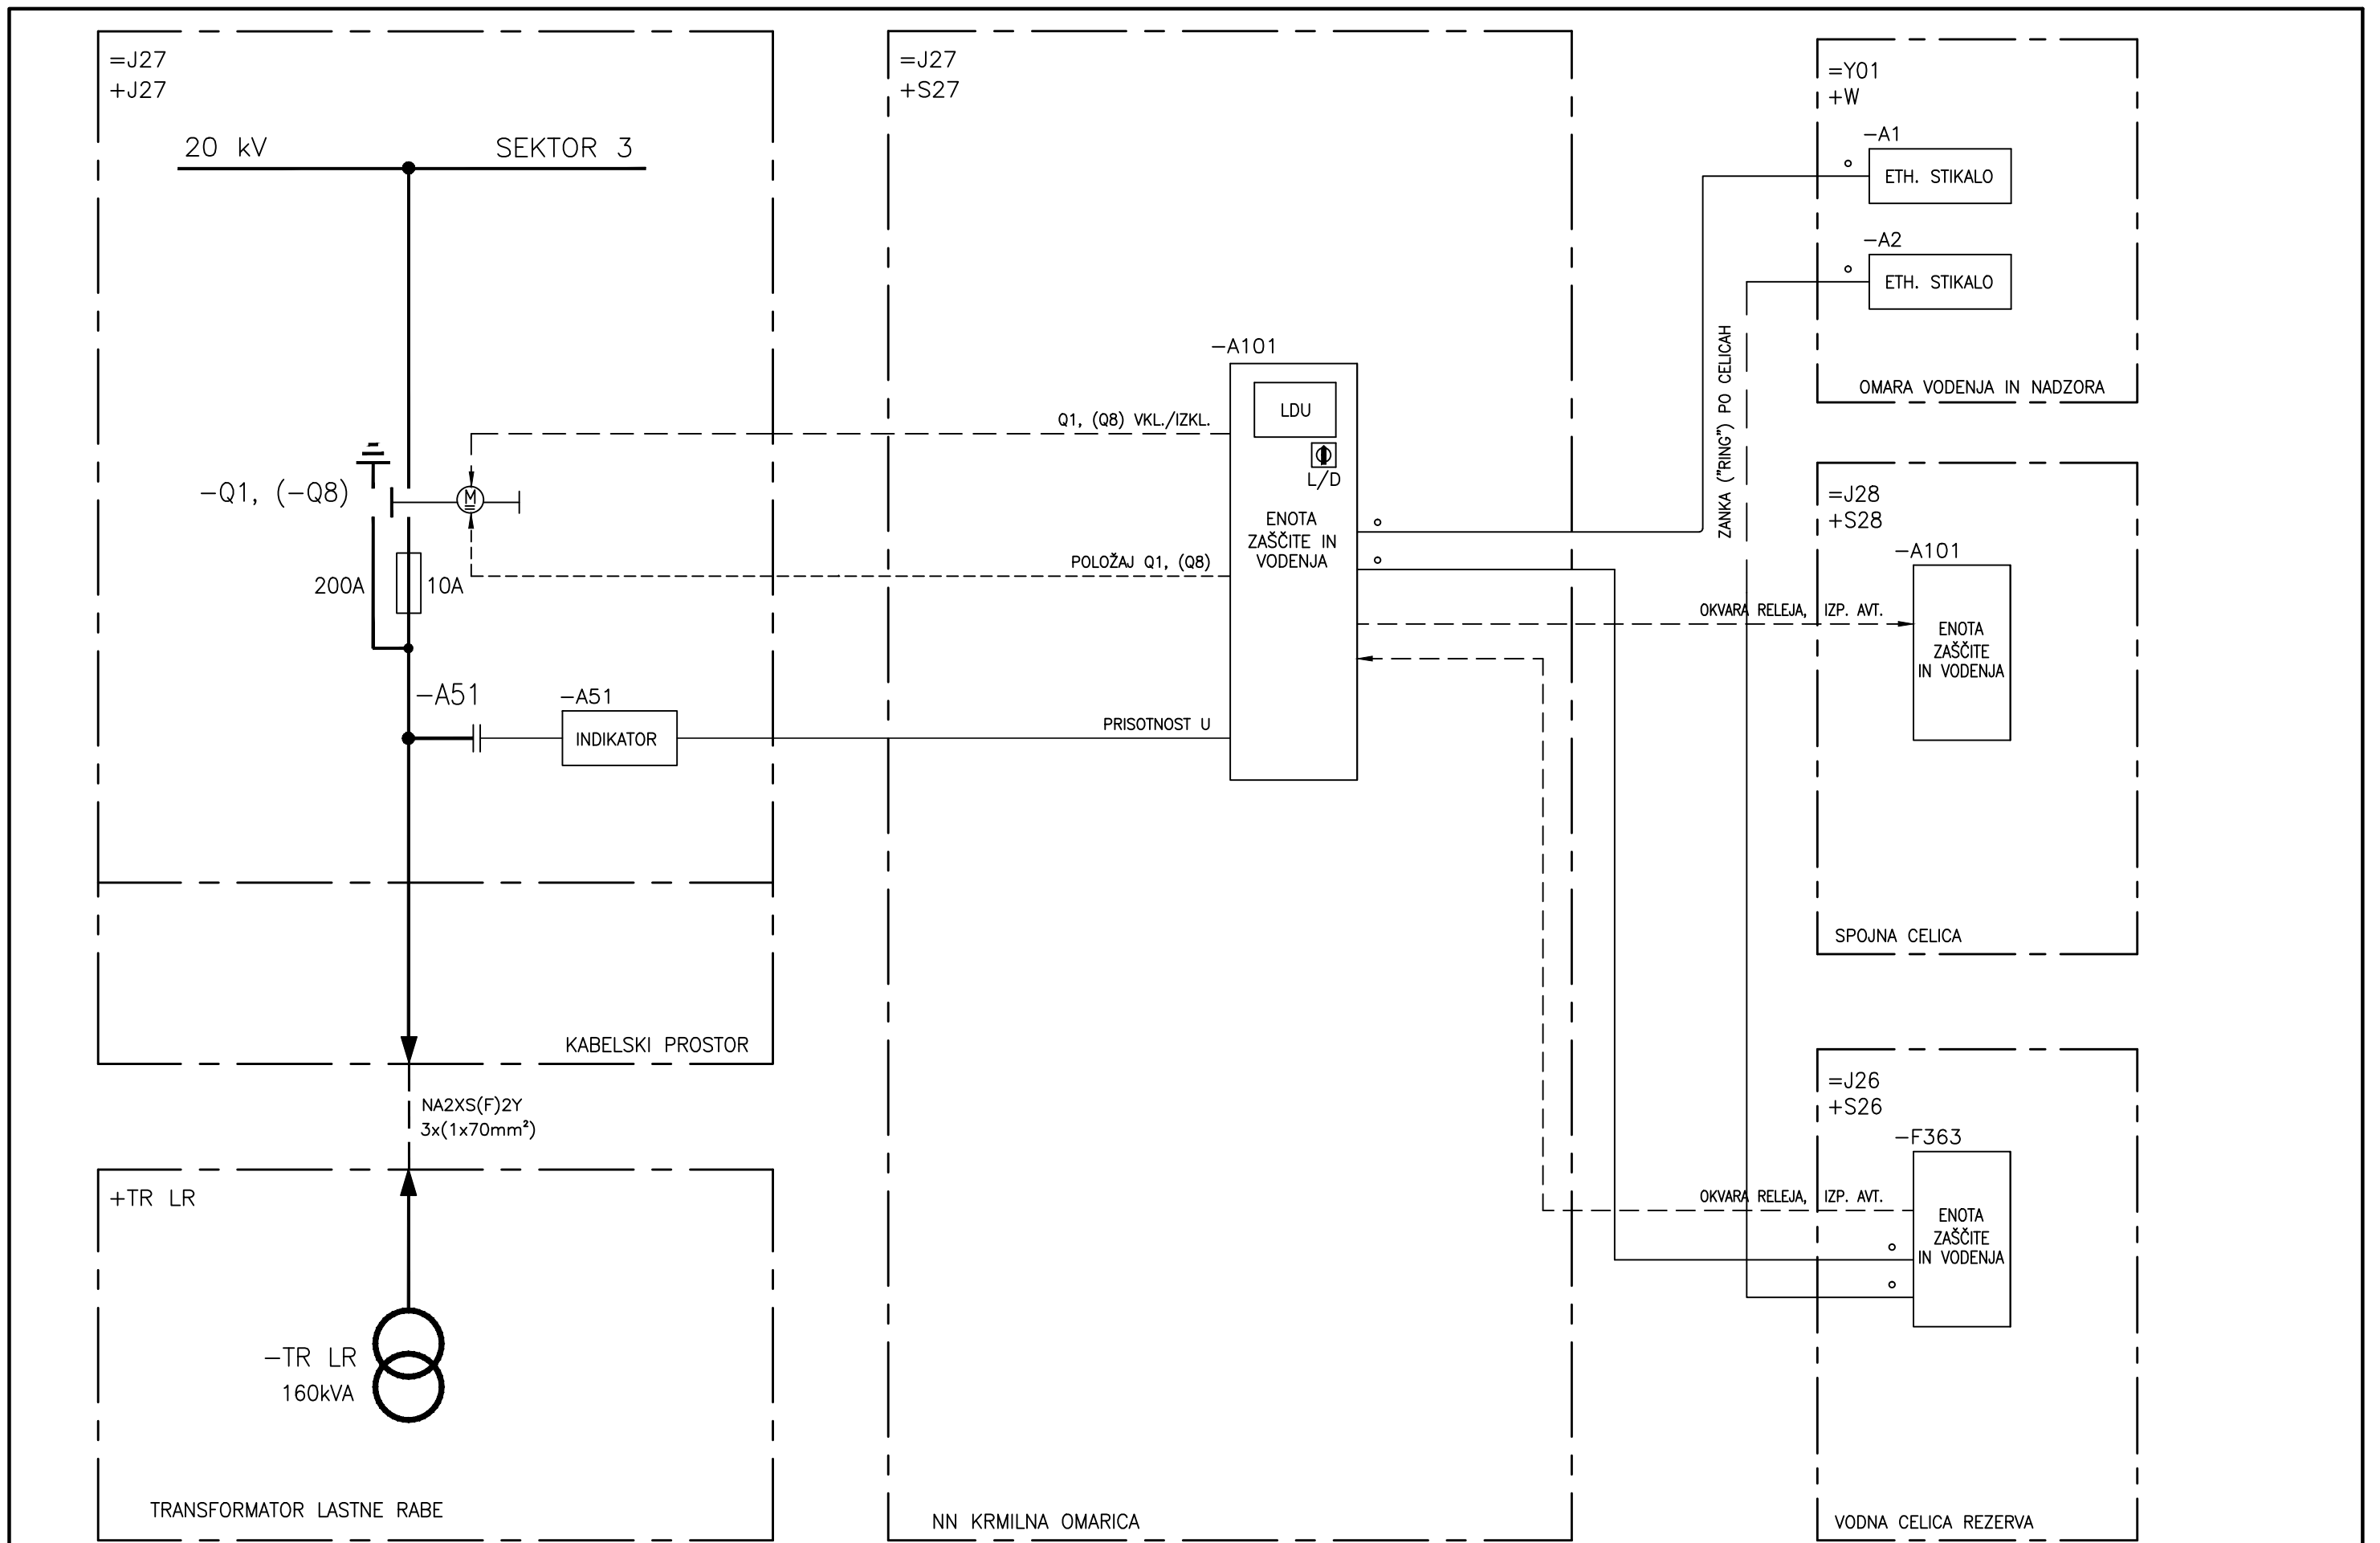 =J27
+J27
20 kV
SEKTOR 3
-Q1, (-Q8)
M
200A
10A
-A51
-A51
INDIKATOR
KABELSKI PROSTOR
NA2XS(F)2Y
3x(1x70mm²)
+TR LR
-TR LR
160kVA
TRANSFORMATOR LASTNE RABE
=J27
+S27
-A101
LDU
L/D
ENOTA
ZAŠČITE IN
VODENJA
Q1, (Q8) VKL./IZKL.
POLOŽAJ Q1, (Q8)
PRISOTNOST U
NN KRMILNA OMARICA
ZANKA ("RING") PO CELICAH
=Y01
+W
-A1
ETH. STIKALO
-A2
ETH. STIKALO
OMARA VODENJA IN NADZORA
=J28
+S28
-A101
OKVARA RELEJA, IZP. AVT.
ENOTA
ZAŠČITE
IN VODENJA
SPOJNA CELICA
=J26
+S26
-F363
OKVARA RELEJA, IZP. AVT.
ENOTA
ZAŠČITE
IN VODENJA
VODNA CELICA REZERVA